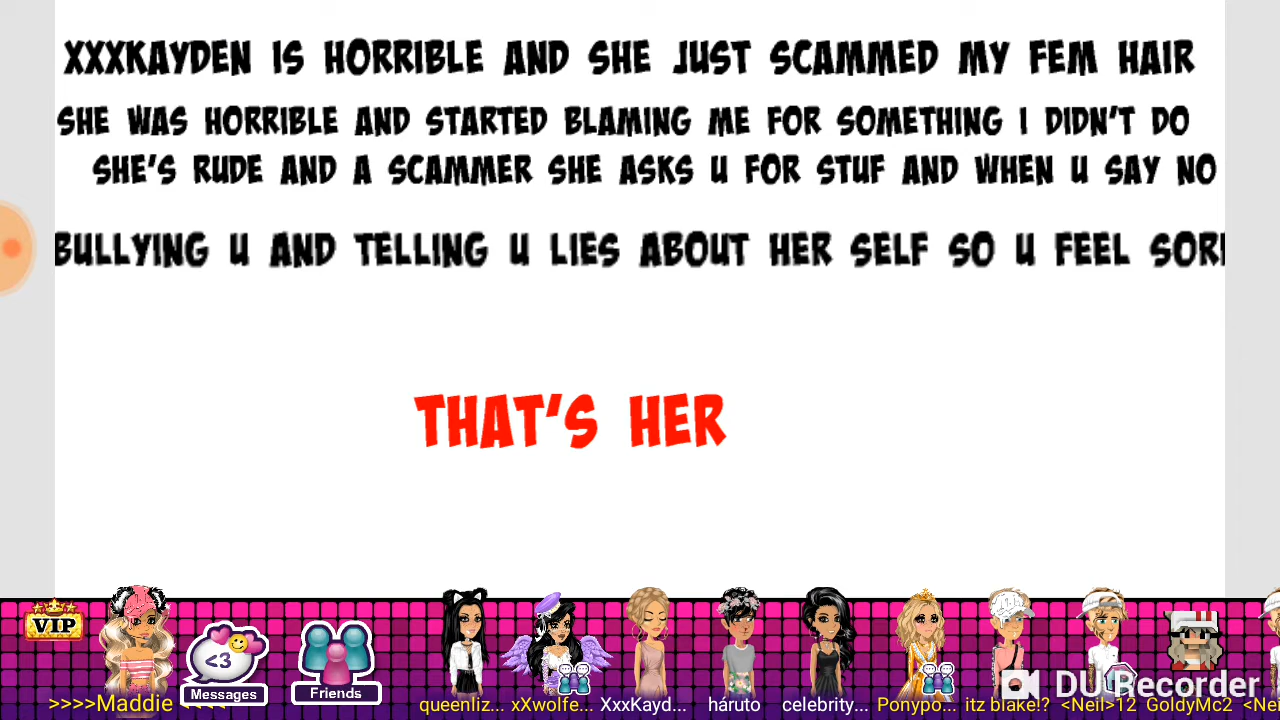 XXXKAYDEN IS HORRIBLE AND SHE JUST SCAMMED MY FEM HAIR
SHE WAS HORRIBLE AND STARTED BLAMING ME FOR SOMETHING I DIDN'T DO
SHE'S RUDE AND A SCAMMER SHE ASKS U FOR STUF AND WHEN U SAY NO
BULLYING U AND TELLING U LIES ABOUT HER SELF SO U FEEL
THAT'S HER
VIP
<3
Messages
Friends
>>>>Maddie <<<<
queenliz... xXwolfe... XxxKayd... háruto celebrity... Ponypo... itz blake!? <Neil>12 GoldyMc2
DU Recorder